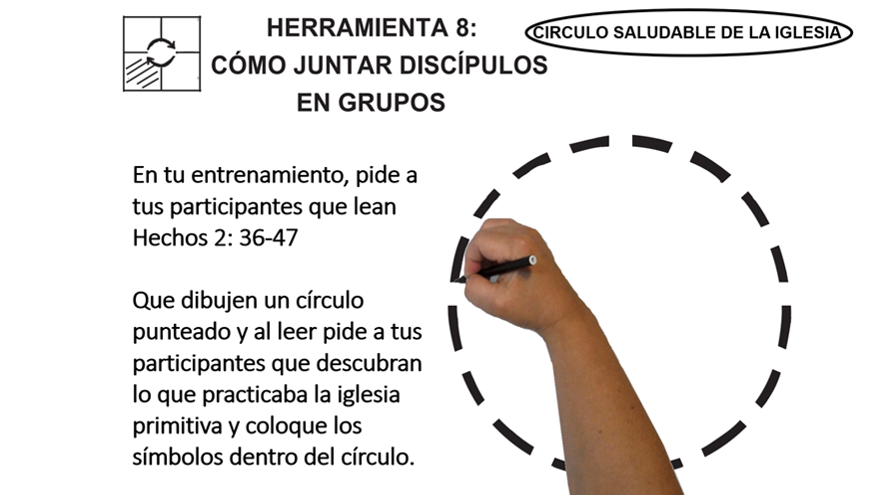 HERRAMIENTA 8:
CÓMO JUNTAR DISCÍPULOS
EN GRUPOS
CIRCULO SALUDABLE DE LA IGLESIA
En tu entrenamiento, pide a
tus participantes que lean
Hechos 2: 36-47
Que dibujen un círculo
punteado y al leer pide a tus
participantes que descubran
lo que practicaba la iglesia
primitiva y coloque los
símbolos dentro del círculo.